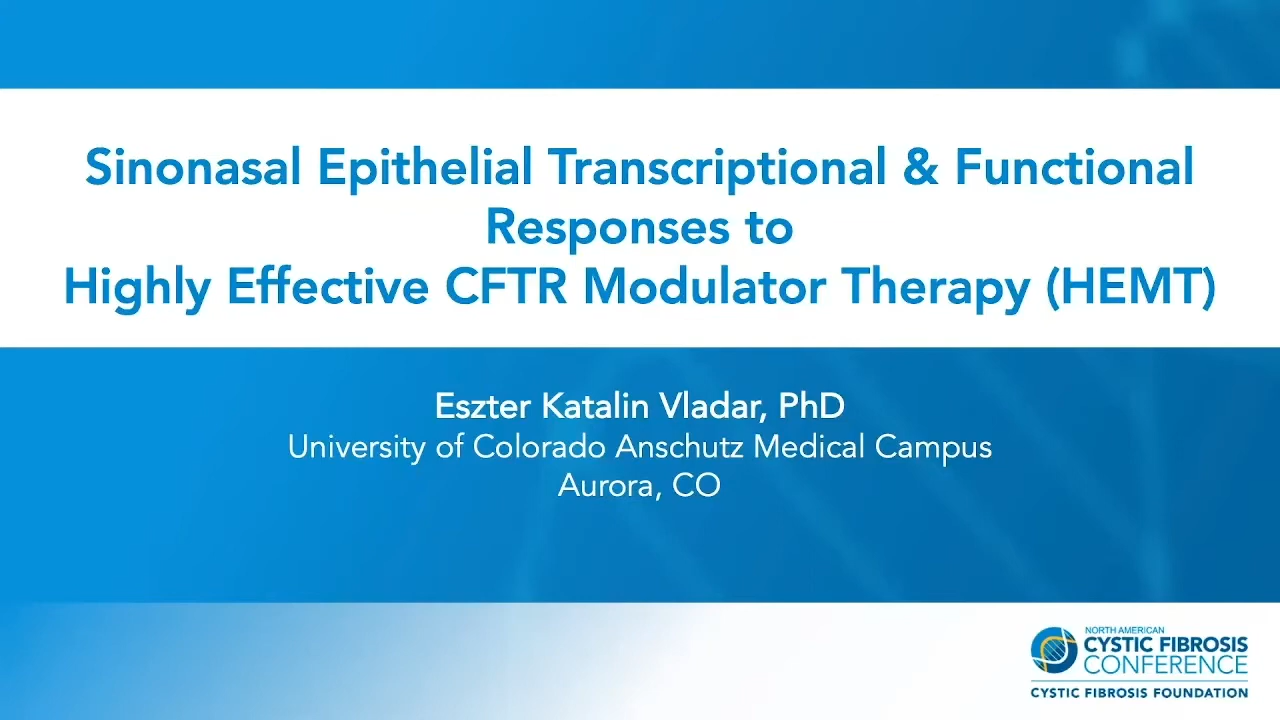 Sinonasal Epithelial Transcriptional & Functional
Responses to
Highly Effective CFTR Modulator Therapy (HEMT)
Eszter Katalin Vladar, PhD
University of Colorado Anschutz Medical Campus
Aurora, CO
NORTH AMERICAN
CYSTIC FIBROSIS
CONFERENCE
CYSTIC FIBROSIS FOUNDATION